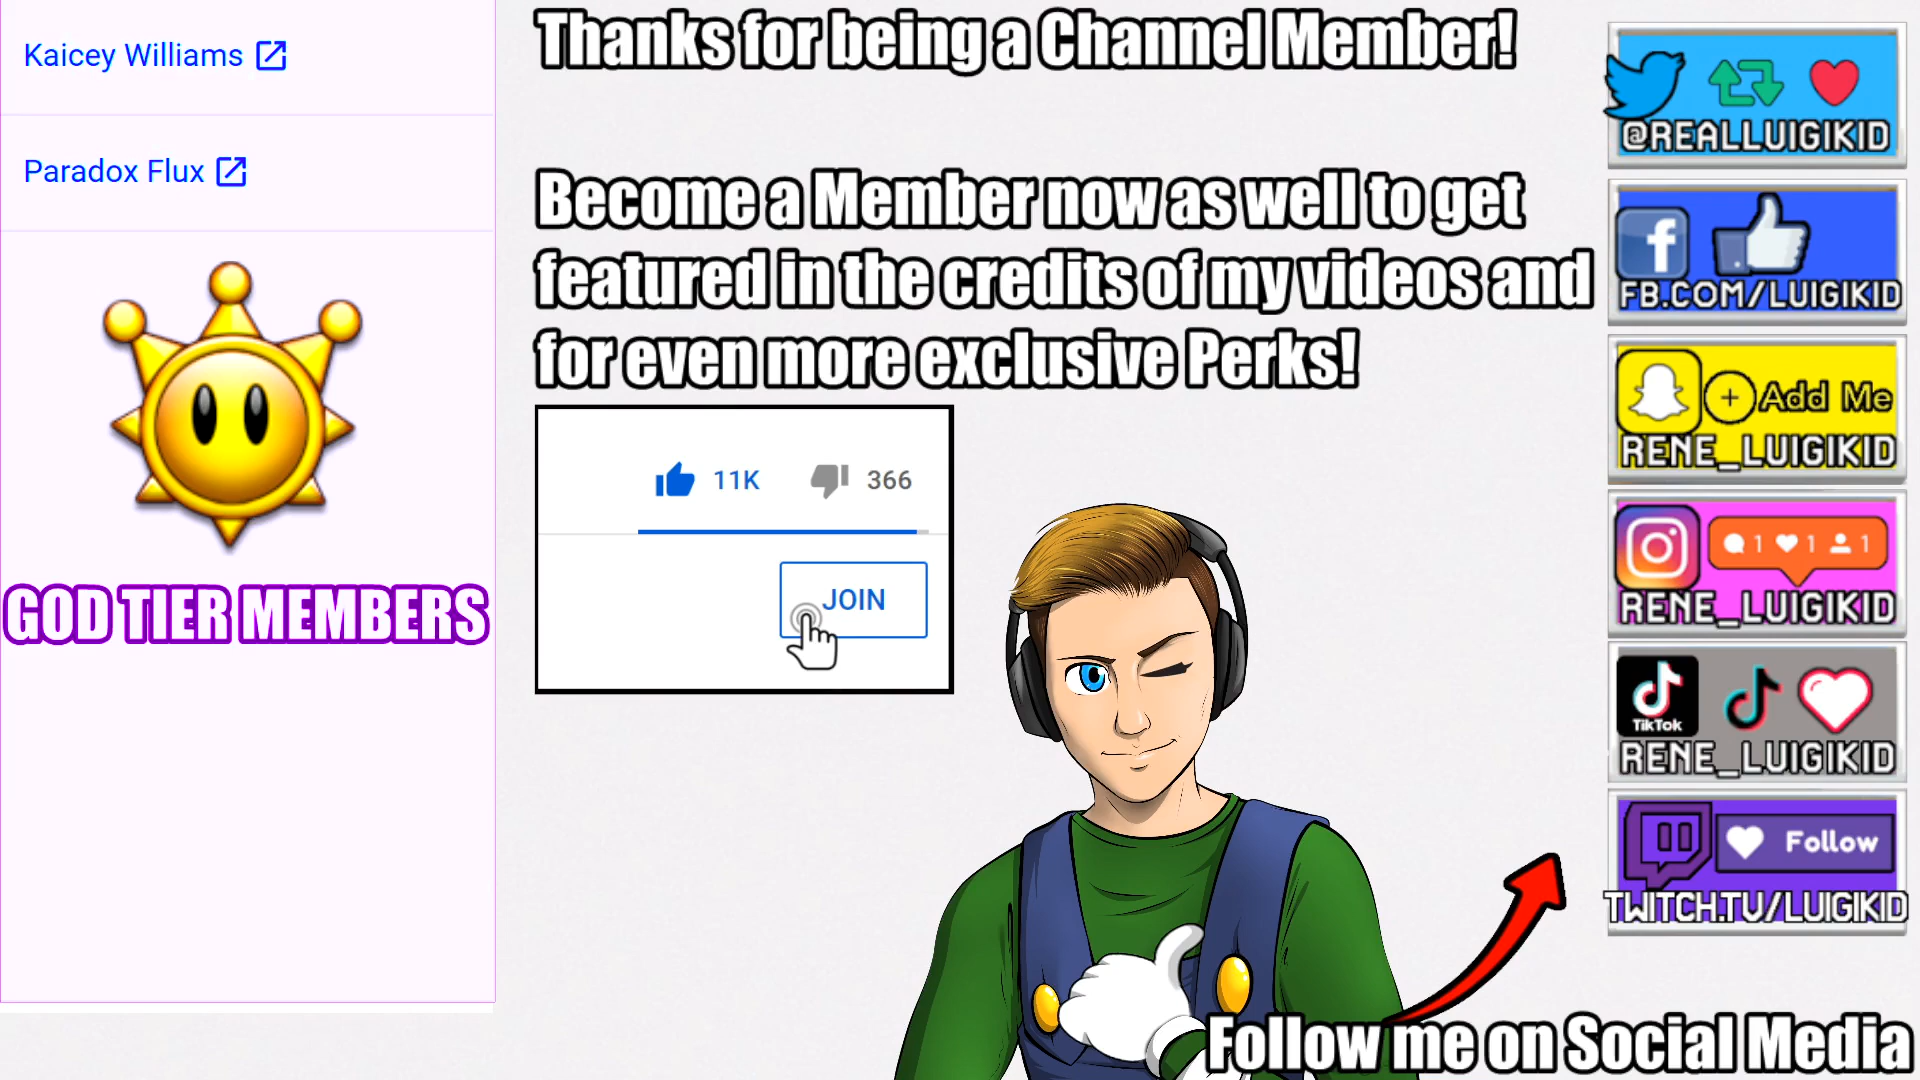 Kaicey Williams
Paradox Flux
GOD TIER MEMBERS
Thanks for being a Channel Member!
Become a Member now as well to get
featured in the credits of my videos and
for even more exclusive Perks!
11K 366
JOIN
@REALLUIGIKID
f
FB.COM/LUIGIKID
+ Add Me
RENE_LUIGIKID
1 1 1
RENE_LUIGIKID
TikTok
RENE_LUIGIKID
Follow
TWITCH.TV/LUIGIKID
Follow me on Social Media